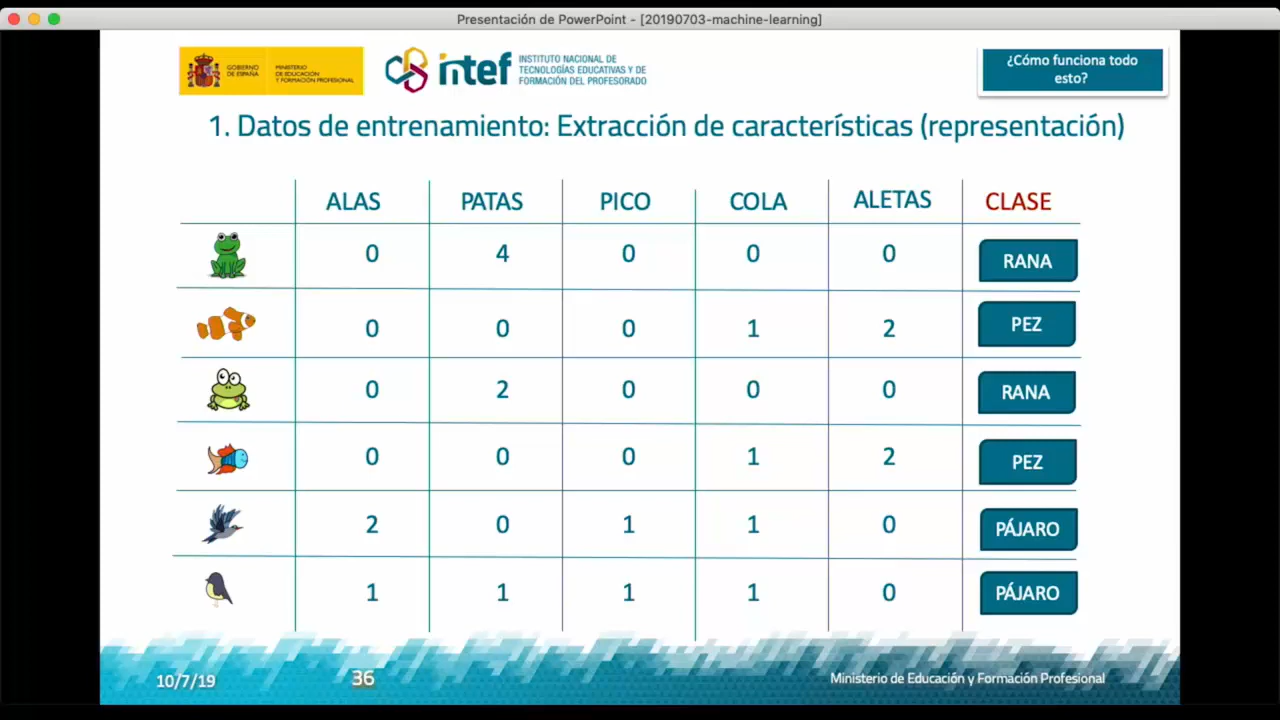 Presentación de PowerPoint - [20190703-machine-learning]
GOBIERNO
DE ESPAÑA
MINISTERIO
DE EDUCACIÓN
Y FORMACIÓN PROFESIONAL
intef
INSTITUTO NACIONAL DE
TECNOLOGÍAS EDUCATIVAS Y DE
FORMACIÓN DEL PROFESORADO
¿Cómo funciona todo
esto?
1. Datos de entrenamiento: Extracción de características (representación)
ALAS PATAS PICO COLA ALETAS CLASE
0 4 0 0 0 RANA
0 0 0 1 2 PEZ
0 2 0 0 0 RANA
0 0 0 1 2 PEZ
2 0 1 1 0 PÁJARO
1 1 1 1 0 PÁJARO
10/7/19 36 Ministerio de Educación y Formación Profesional